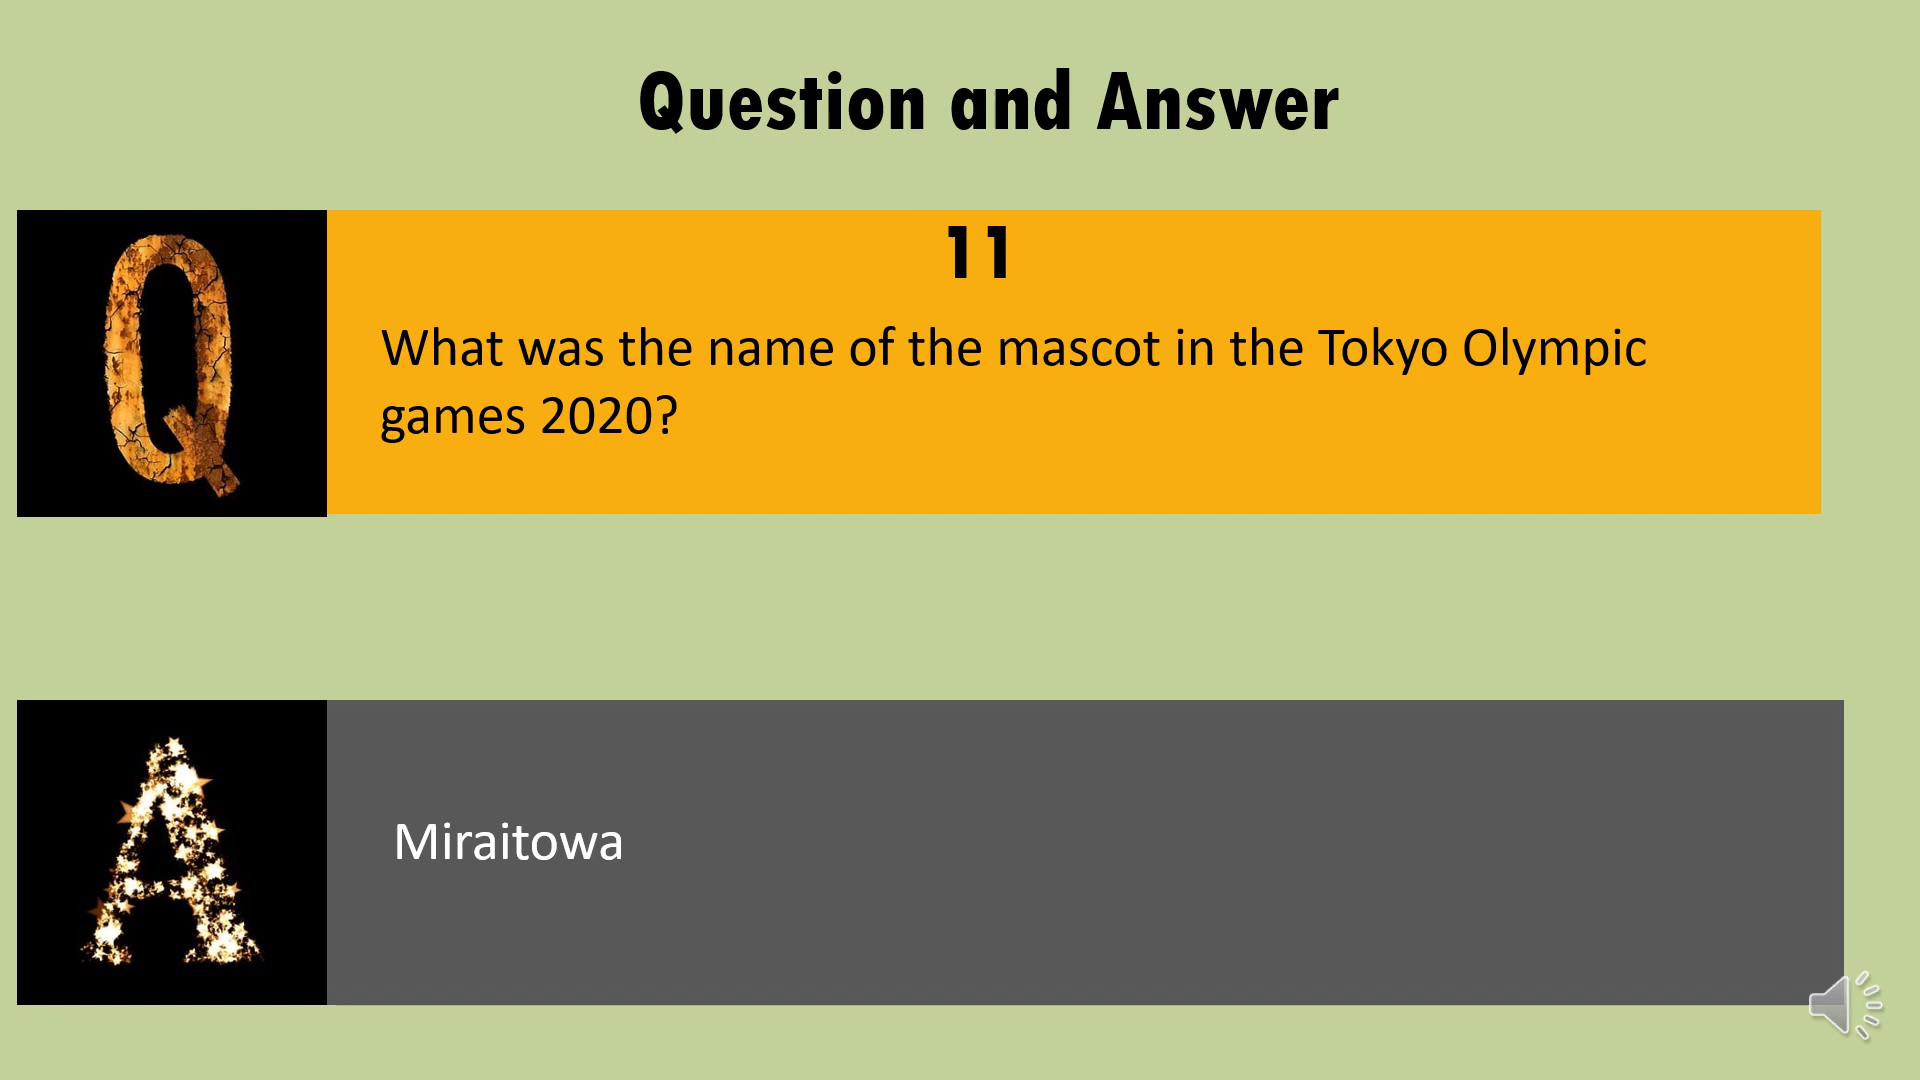 Question and Answer
Q
11
What was the name of the mascot in the Tokyo Olympic
games 2020?
A
Miraitowa